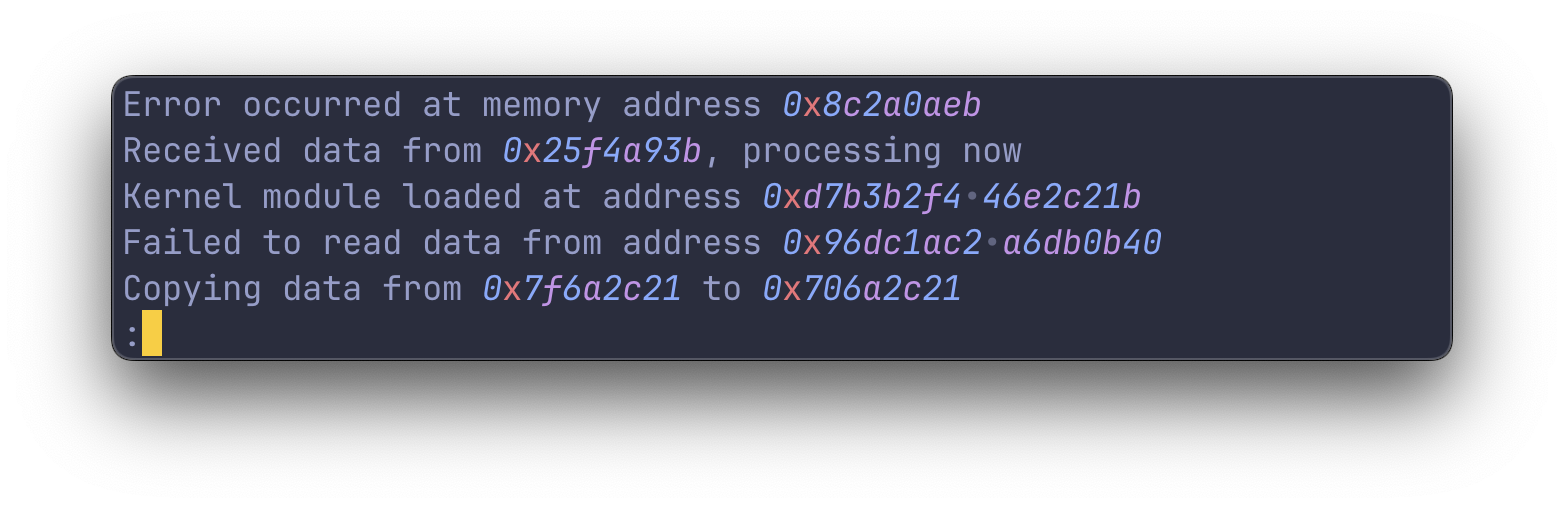 Error occurred at memory address 0x8c2a0aeb
Received data from 0x25f4a93b, processing now
Kernel module loaded at address 0xd7b3b2f4•46e2c21b
Failed to read data from address 0x96dc1ac2•a6db0b40
Copying data from 0x7f6a2c21 to 0x706a2c21
: